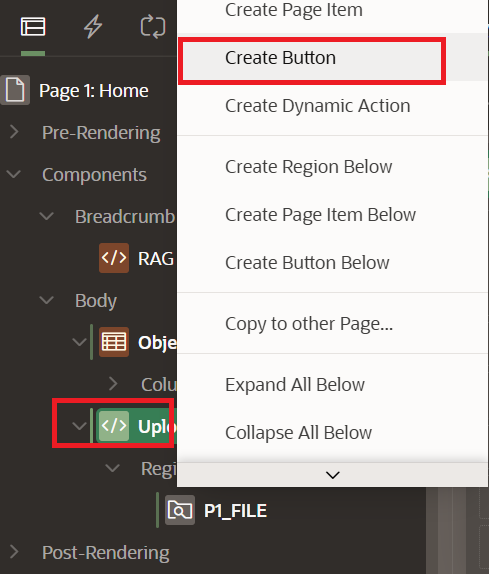 Create Page Item
Create Button
Page 1: Home
Create Dynamic Action
Pre-Rendering
Components
Create Region Below
Breadcrumb
Create Page Item Below
RAG
Create Button Below
Body
Copy to other Page...
Obje
Colu
Expand All Below
Uplo
Collapse All Below
Regi
P1_FILE
Post-Rendering